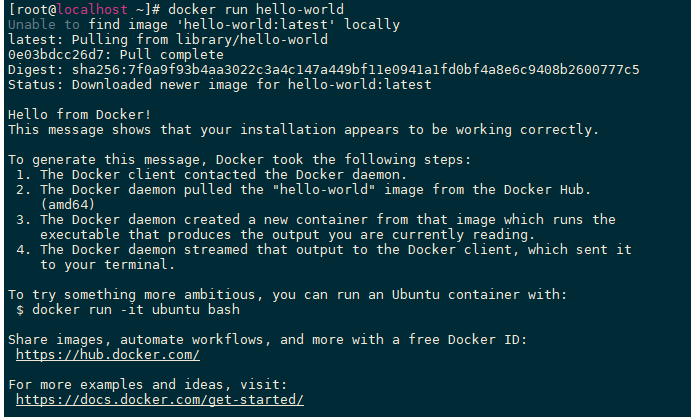 [root@localhost ~]# docker run hello-world
Unable to find image 'hello-world:latest' locally
latest: Pulling from library/hello-world
0e03bdcc26d7: Pull complete
Digest: sha256:7f0a9f93b4aa3022c3a4c147a449bf11e0941a1fd0bf4a8e6c9408b2600777c5
Status: Downloaded newer image for hello-world:latest

Hello from Docker!
This message shows that your installation appears to be working correctly.

To generate this message, Docker took the following steps:
 1. The Docker client contacted the Docker daemon.
 2. The Docker daemon pulled the "hello-world" image from the Docker Hub.
    (amd64)
 3. The Docker daemon created a new container from that image which runs the
    executable that produces the output you are currently reading.
 4. The Docker daemon streamed that output to the Docker client, which sent it
    to your terminal.

To try something more ambitious, you can run an Ubuntu container with:
 $ docker run -it ubuntu bash

Share images, automate workflows, and more with a free Docker ID:
 https://hub.docker.com/

For more examples and ideas, visit:
 https://docs.docker.com/get-started/